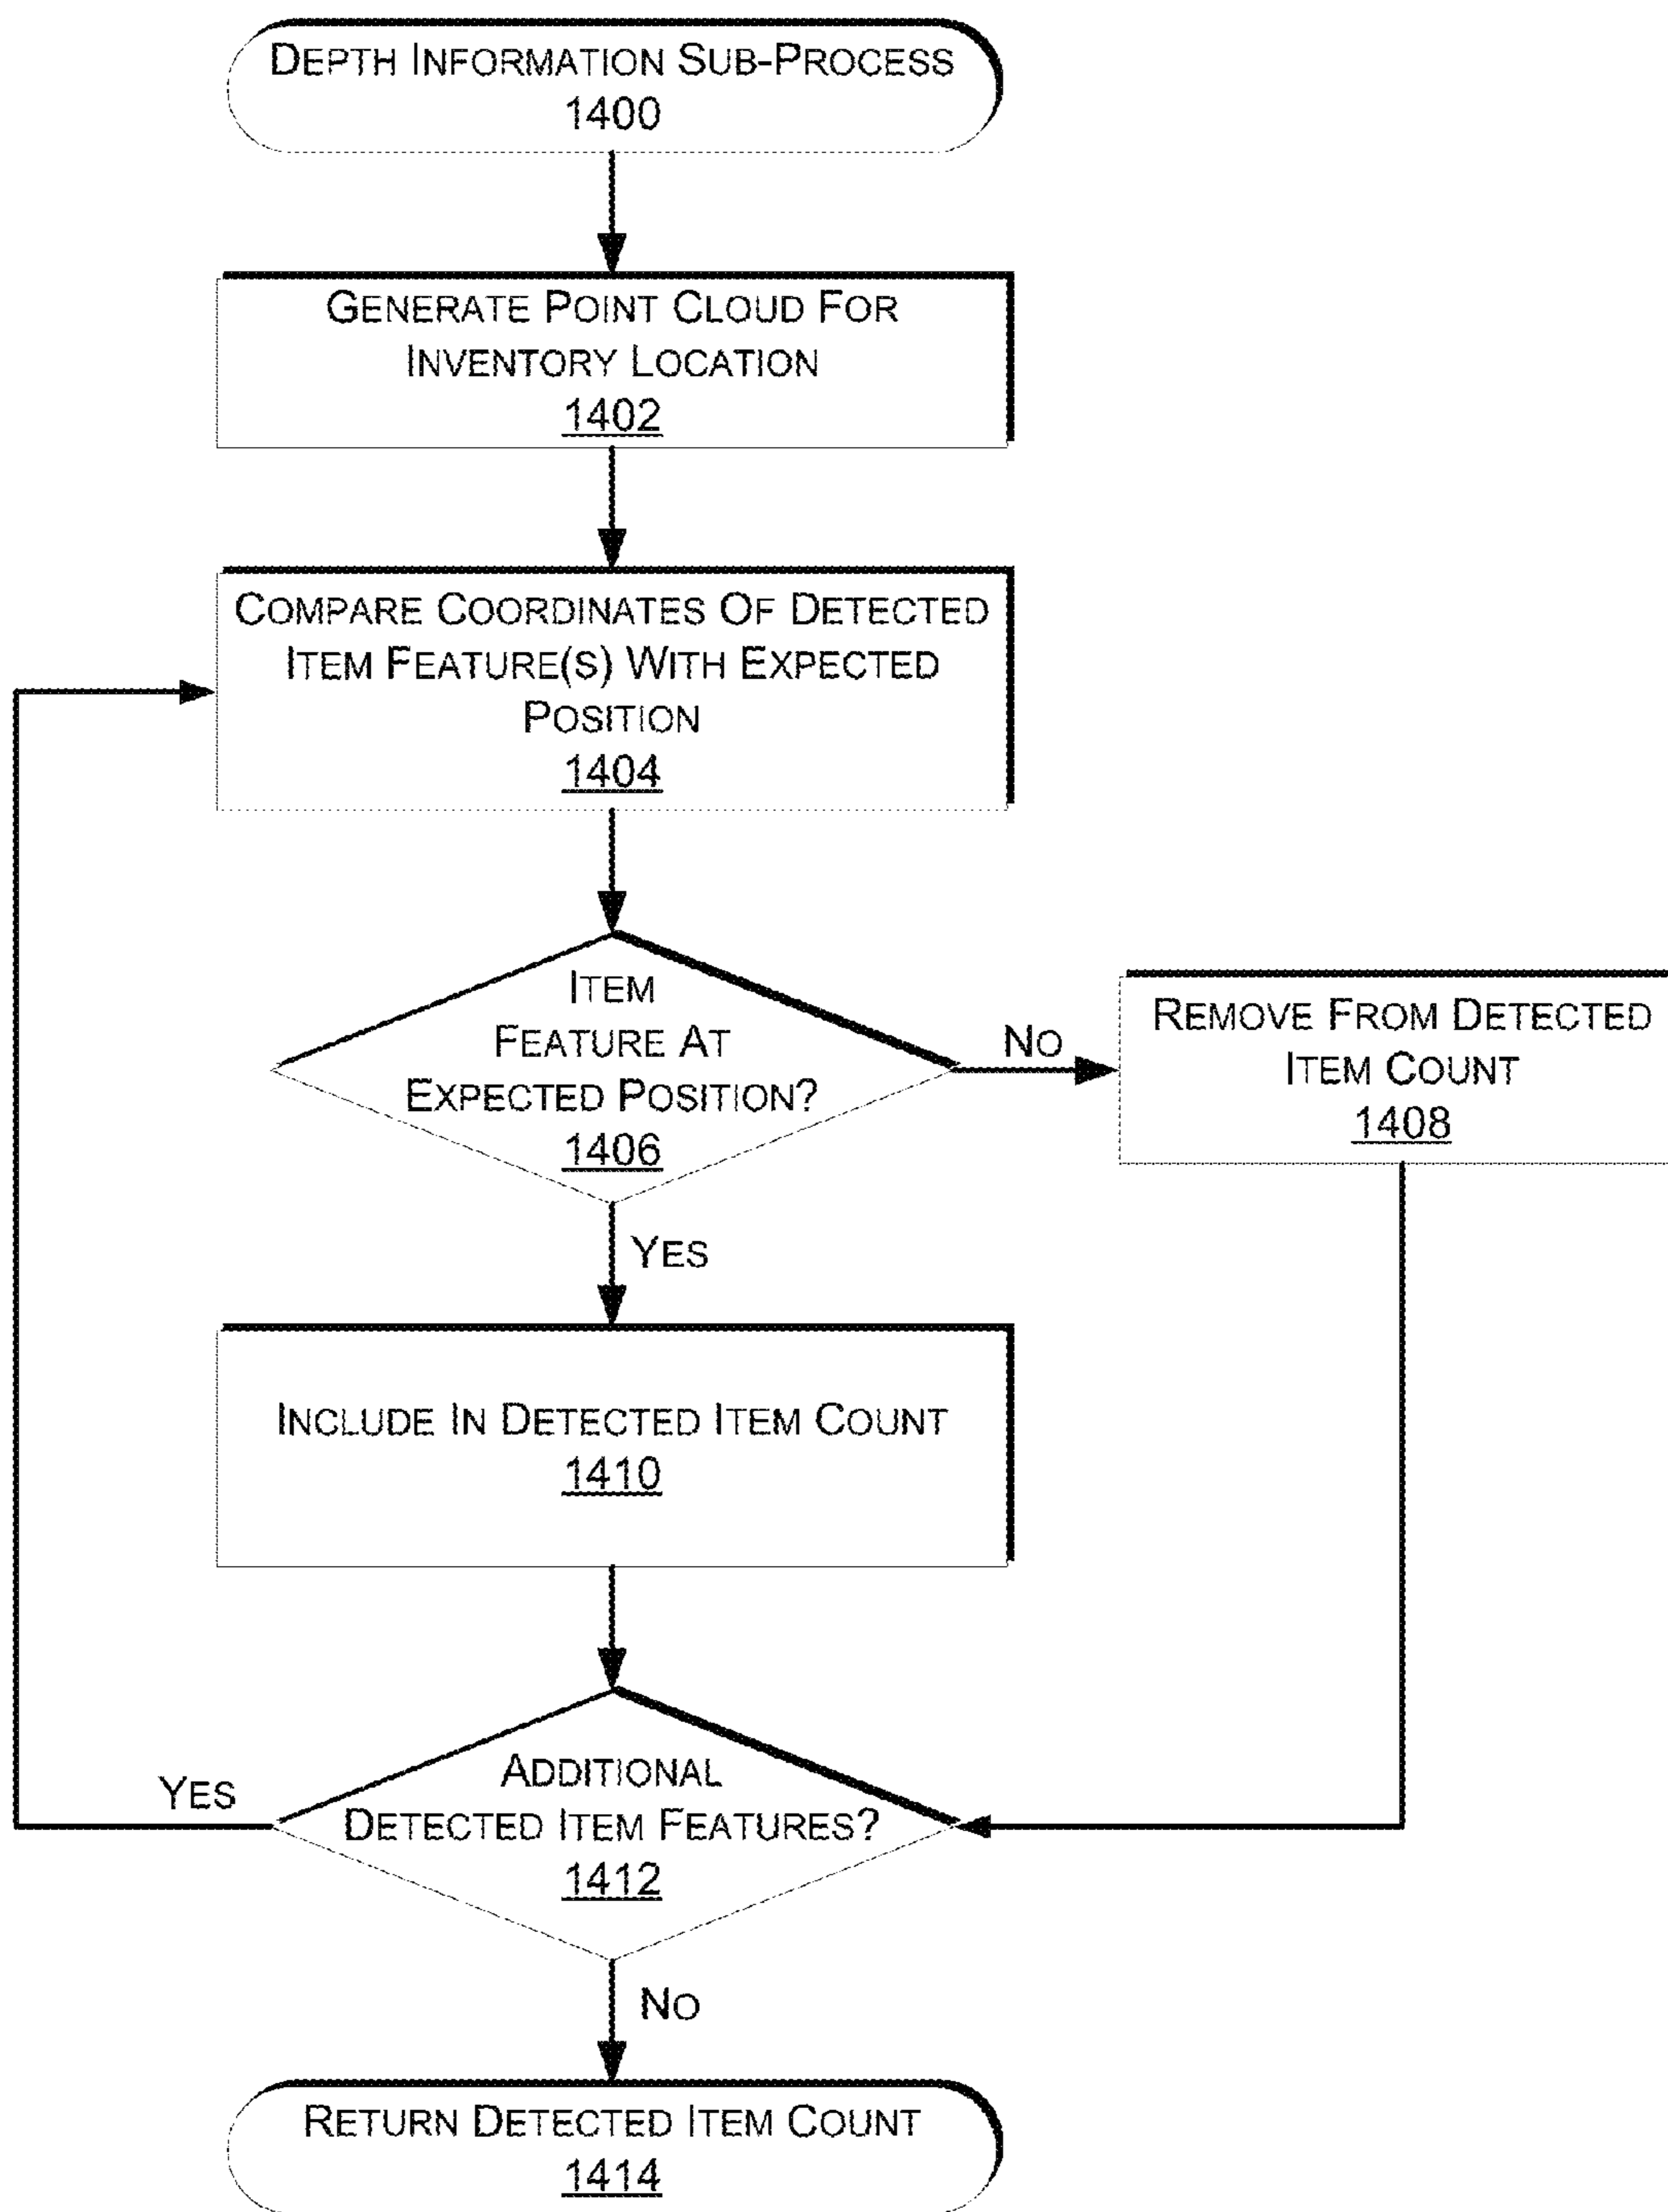 DEPTH INFORMATION SUB-PROCESS
1400
GENERATE POINT CLOUD FOR
INVENTORY LOCATION
1402
COMPARE COORDINATES OF DETECTED
ITEM FEATURE(S) WITH EXPECTED
POSITION
1404
ITEM
FEATURE AT
EXPECTED POSITION?
1406
NO
REMOVE FROM DETECTED
ITEM COUNT
1408
YES
INCLUDE IN DETECTED ITEM COUNT
1410
YES
ADDITIONAL
DETECTED ITEM FEATURES?
1412
NO
RETURN DETECTED ITEM COUNT
1414